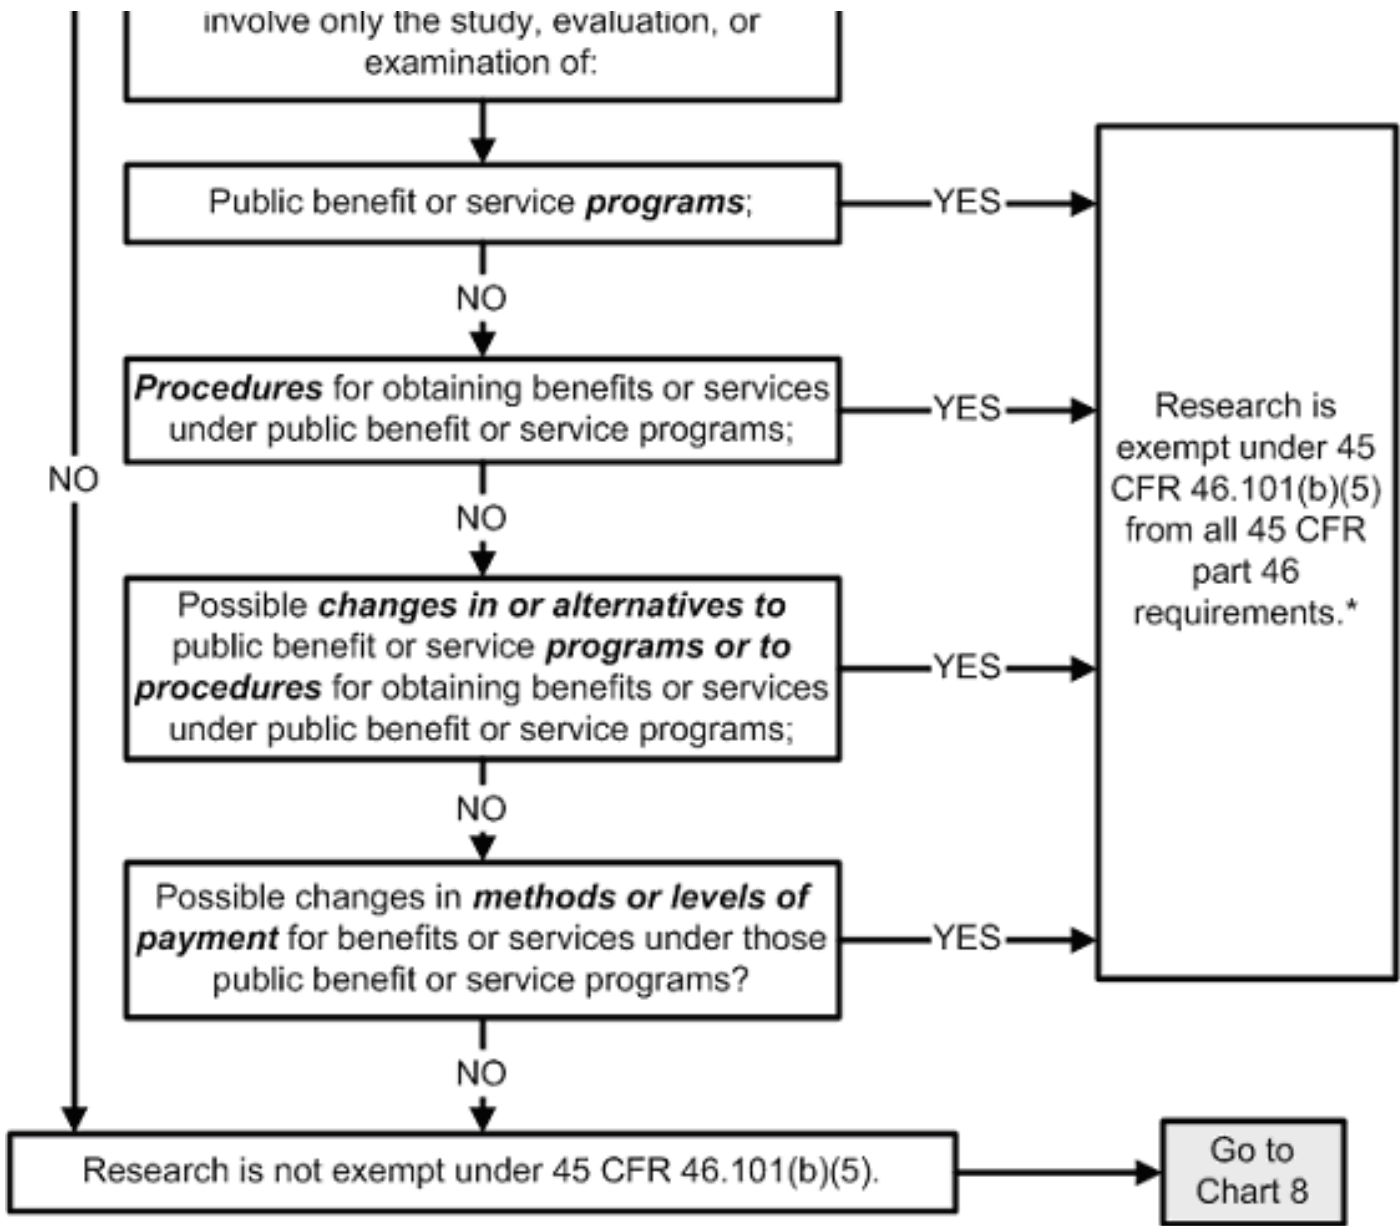 involve only the study, evaluation, or
examination of:
Public benefit or service programs;
YES
NO
Procedures for obtaining benefits or services
under public benefit or service programs;
YES
NO
NO
Possible changes in or alternatives to
public benefit or service programs or to
procedures for obtaining benefits or services
under public benefit or service programs;
YES
NO
Possible changes in methods or levels of
payment for benefits or services under those
public benefit or service programs?
YES
NO
Research is
exempt under 45
CFR 46.101(b)(5)
from all 45 CFR
part 46
requirements.*
Research is not exempt under 45 CFR 46.101(b)(5).
Go to
Chart 8